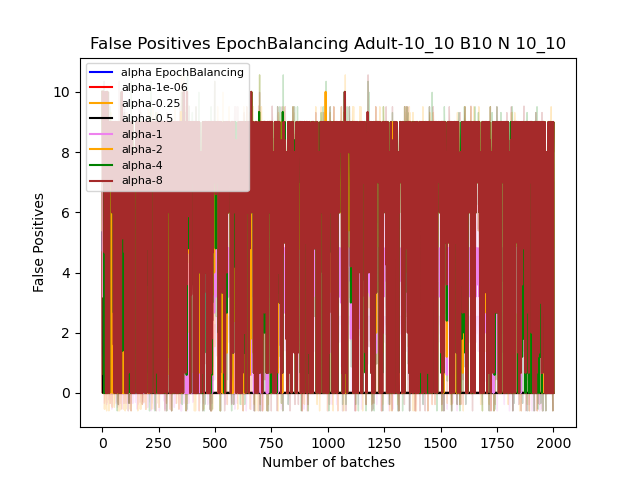 False Positives EpochBalancing Adult-10_10 B10 N 10_10
alpha EpochBalancing
alpha-1e-06
alpha-0.25
alpha-0.5
alpha-1
alpha-2
alpha-4
alpha-8
False Positives
10
8
6
4
2
0
0 250 500 750 1000 1250 1500 1750 2000
Number of batches